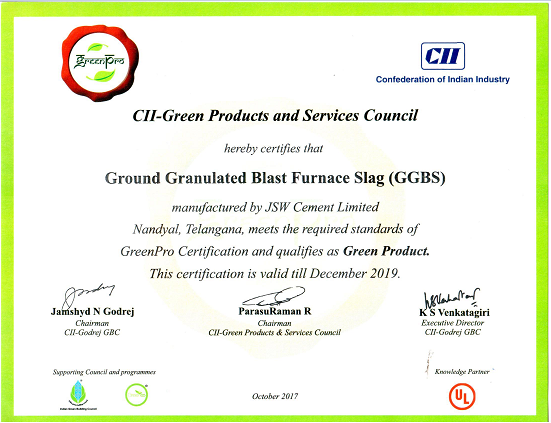 GreenPro
CII
Confederation of Indian Industry
CII-Green Products and Services Council
hereby certifies that
Ground Granulated Blast Furnace Slag (GGBS)
manufactured by JSW Cement Limited
Nandyal, Telangana, meets the required standards of
GreenPro Certification and qualifies as Green Product.
This certification is valid till December 2019.
Jamshyd N Godrej
Chairman
CII-Godrej GBC
ParasuRaman R
Chairman
CII-Green Products & Services Council
K S Venkatagiri
Executive Director
CII-Godrej GBC
Supporting Council and programmes
Knowledge Partner
Indian Green Building Council
October 2017
UL